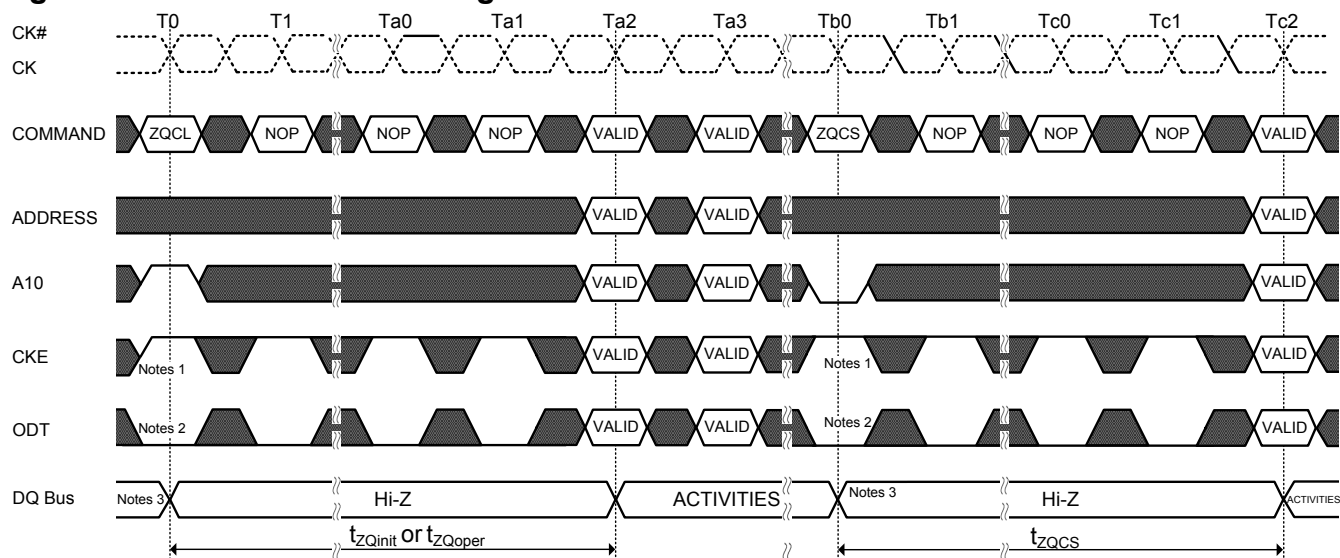 T0 T1 Ta0 Ta1 Ta2 Ta3 Tb0 Tb1 Tc0 Tc1 Tc2
CK#
CK
COMMAND ZQCL NOP NOP NOP VALID VALID ZQCS NOP NOP NOP VALID
ADDRESS VALID VALID VALID
A10 VALID VALID VALID
CKE Notes 1 VALID VALID Notes 1 VALID
ODT Notes 2 VALID VALID Notes 2 VALID
DQ Bus Notes 3 Hi-Z ACTIVITIES Notes 3 Hi-Z ACTIVITIES
tZQinit or tZQoper tZQCS